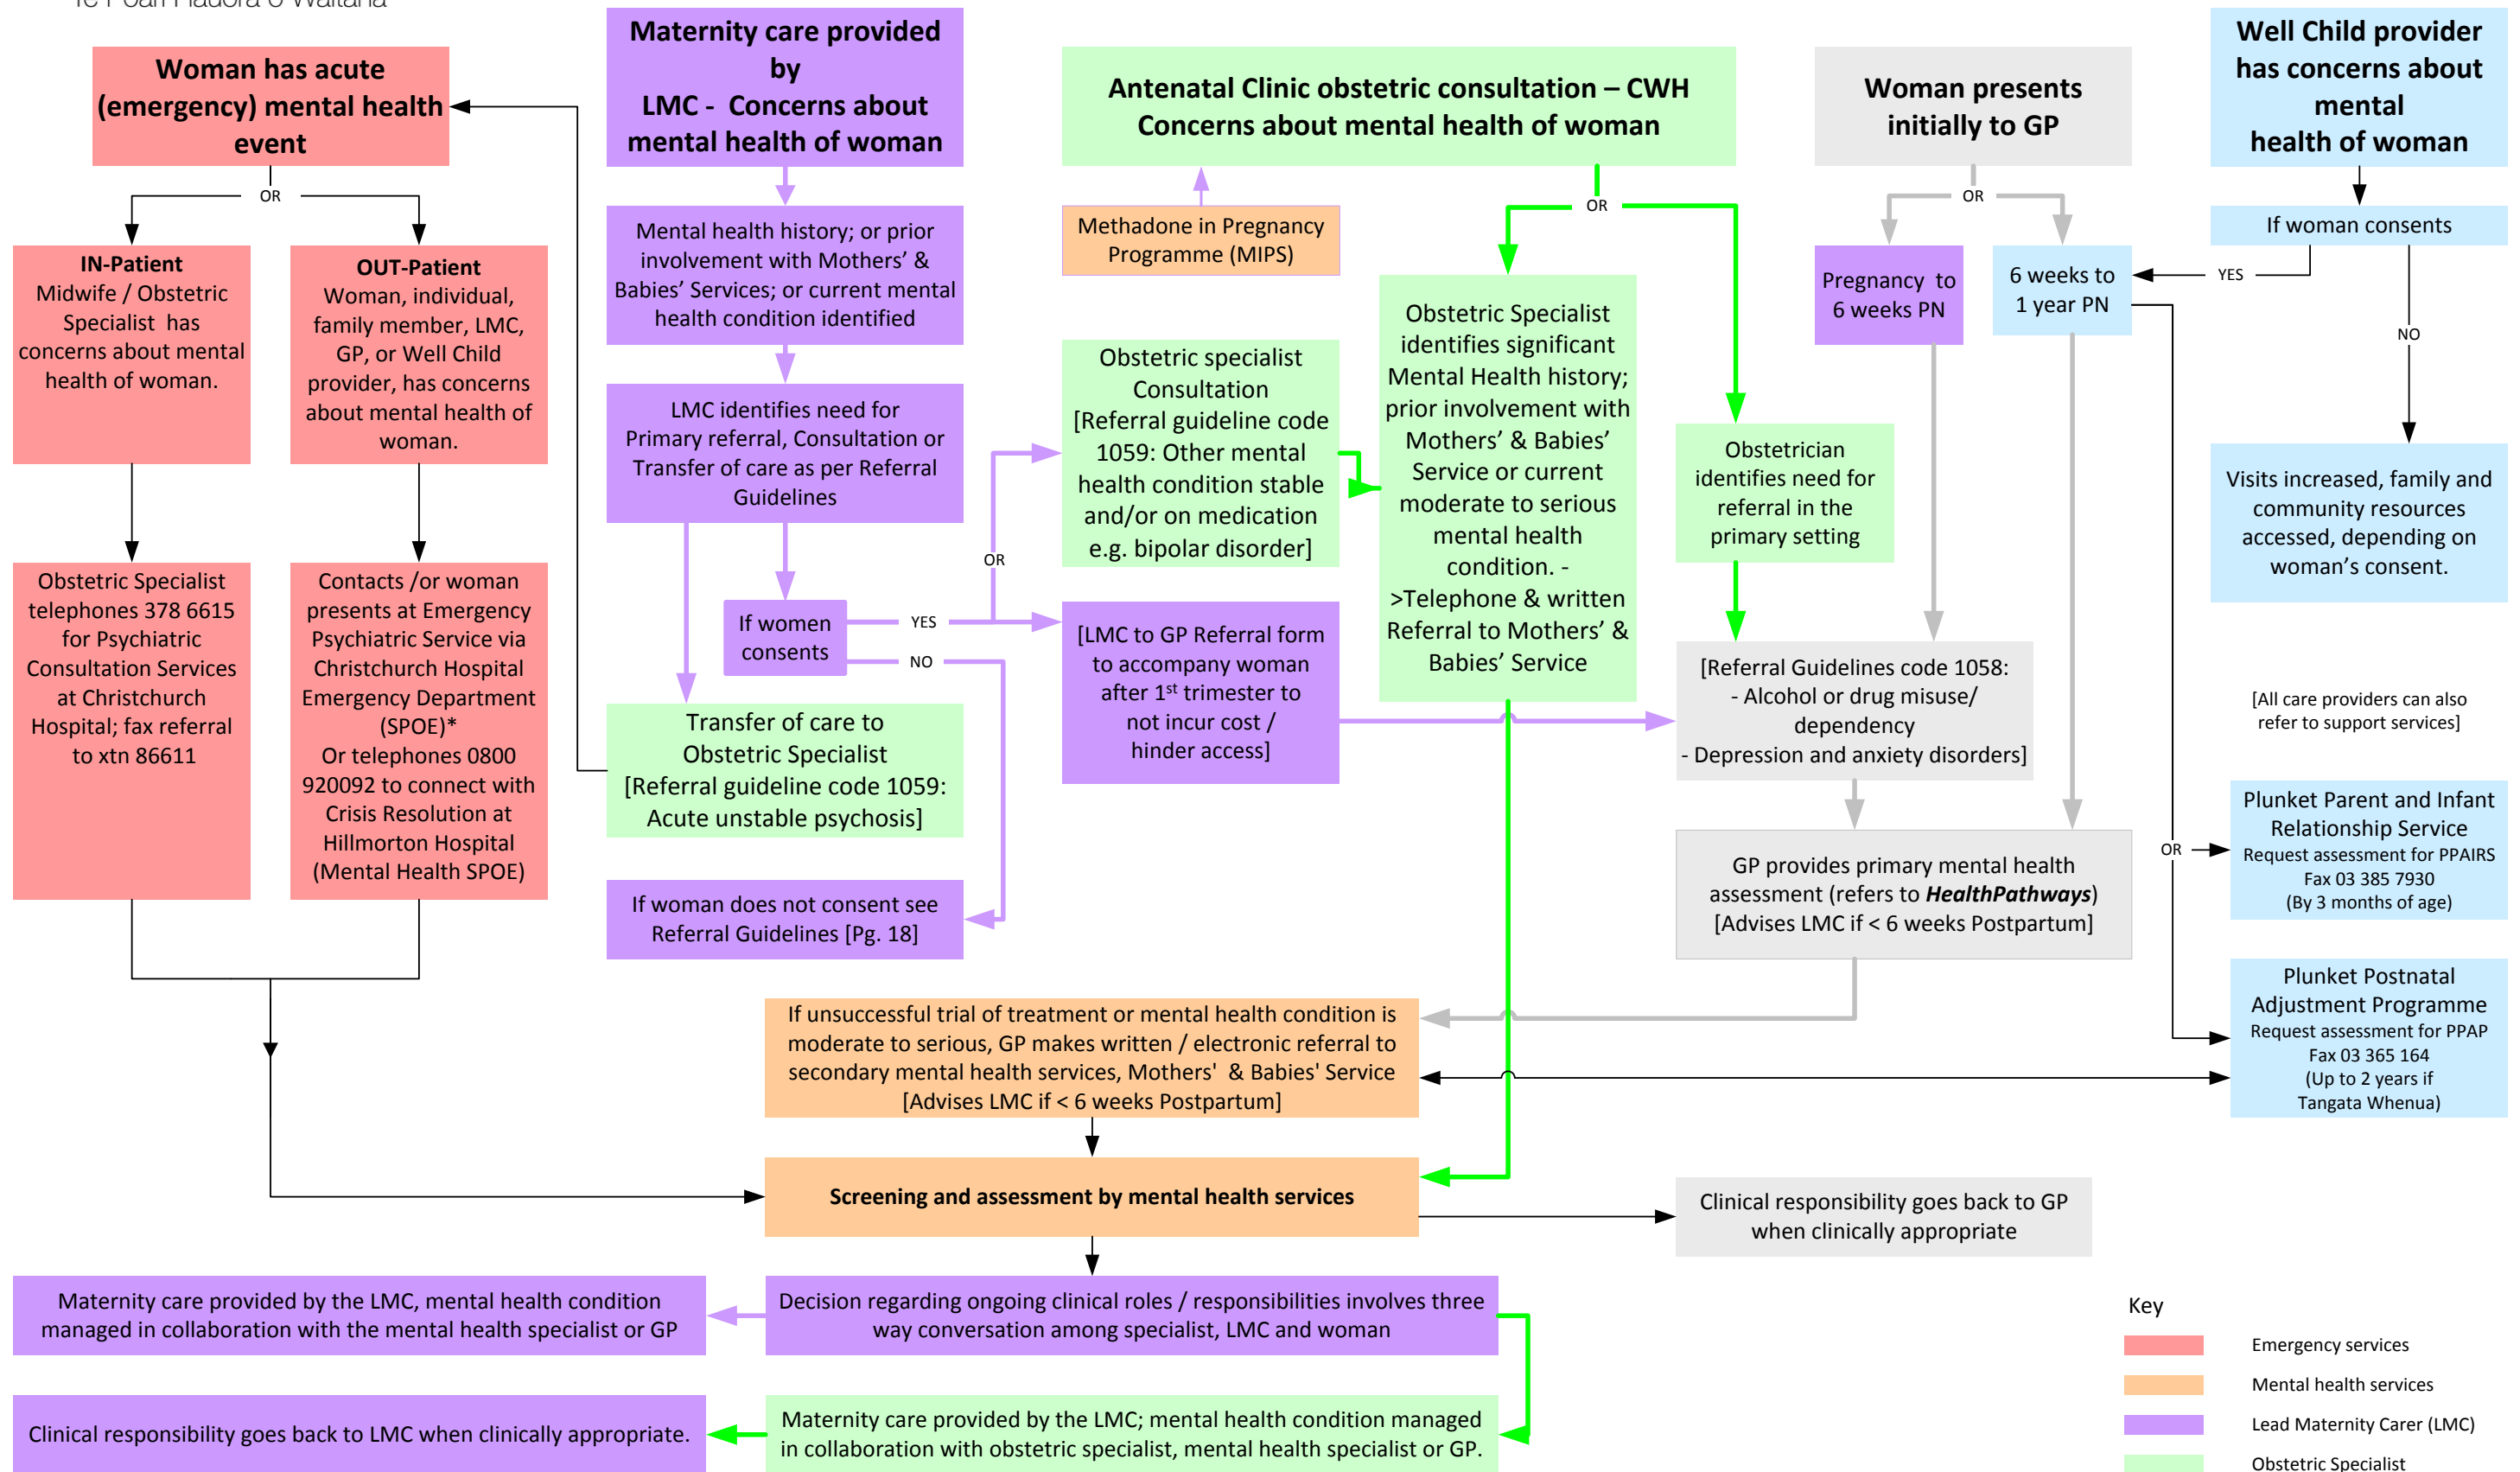 Woman has acute
(emergency) mental health
event
OR
IN-Patient
Midwife / Obstetric
Specialist has
concerns about mental
health of woman.
OUT-Patient
Woman, individual,
family member, LMC,
GP, or Well Child
provider, has concerns
about mental health of
woman.
Obstetric Specialist
telephones 378 6615
for Psychiatric
Consultation Services
at Christchurch
Hospital; fax referral
to xtn 86611
Contacts /or woman
presents at Emergency
Psychiatric Service via
Christchurch Hospital
Emergency Department
(SPOE)*
Or telephones 0800
920092 to connect with
Crisis Resolution at
Hillmorton Hospital
(Mental Health SPOE)
Maternity care provided
by
LMC - Concerns about
mental health of woman
Mental health history; or prior
involvement with Mothers’ &
Babies’ Services; or current mental
health condition identified
LMC identifies need for
Primary referral, Consultation or
Transfer of care as per Referral
Guidelines
If women
consents
YES
NO
OR
Transfer of care to
Obstetric Specialist
[Referral guideline code 1059:
Acute unstable psychosis]
If woman does not consent see
Referral Guidelines [Pg. 18]
Antenatal Clinic obstetric consultation – CWH
Concerns about mental health of woman
Methadone in Pregnancy
Programme (MIPS)
OR
Obstetric specialist
Consultation
[Referral guideline code
1059: Other mental
health condition stable
and/or on medication
e.g. bipolar disorder]
[LMC to GP Referral form
to accompany woman
after 1st trimester to
not incur cost /
hinder access]
Obstetric Specialist
identifies significant
Mental Health history;
prior involvement with
Mothers’ & Babies’
Service or current
moderate to serious
mental health
condition. -
>Telephone & written
Referral to Mothers’ &
Babies’ Service
Obstetrician
identifies need for
referral in the
primary setting
Woman presents
initially to GP
OR
Pregnancy to
6 weeks PN
6 weeks to
1 year PN
[Referral Guidelines code 1058:
- Alcohol or drug misuse/
dependency
- Depression and anxiety disorders]
GP provides primary mental health
assessment (refers to HealthPathways)
[Advises LMC if < 6 weeks Postpartum]
Well Child provider
has concerns about
mental
health of woman
If woman consents
YES
NO
Visits increased, family and
community resources
accessed, depending on
woman’s consent.
[All care providers can also
refer to support services]
OR
Plunket Parent and Infant
Relationship Service
Request assessment for PPAIRS
Fax 03 385 7930
(By 3 months of age)
Plunket Postnatal
Adjustment Programme
Request assessment for PPAP
Fax 03 365 164
(Up to 2 years if
Tangata Whenua)
If unsuccessful trial of treatment or mental health condition is
moderate to serious, GP makes written / electronic referral to
secondary mental health services, Mothers' & Babies' Service
[Advises LMC if < 6 weeks Postpartum]
Screening and assessment by mental health services
Clinical responsibility goes back to GP
when clinically appropriate
Maternity care provided by the LMC, mental health condition
managed in collaboration with the mental health specialist or GP
Decision regarding ongoing clinical roles / responsibilities involves three
way conversation among specialist, LMC and woman
Clinical responsibility goes back to LMC when clinically appropriate.
Maternity care provided by the LMC; mental health condition managed
in collaboration with obstetric specialist, mental health specialist or GP.
Key
Emergency services
Mental health services
Lead Maternity Carer (LMC)
Obstetric Specialist